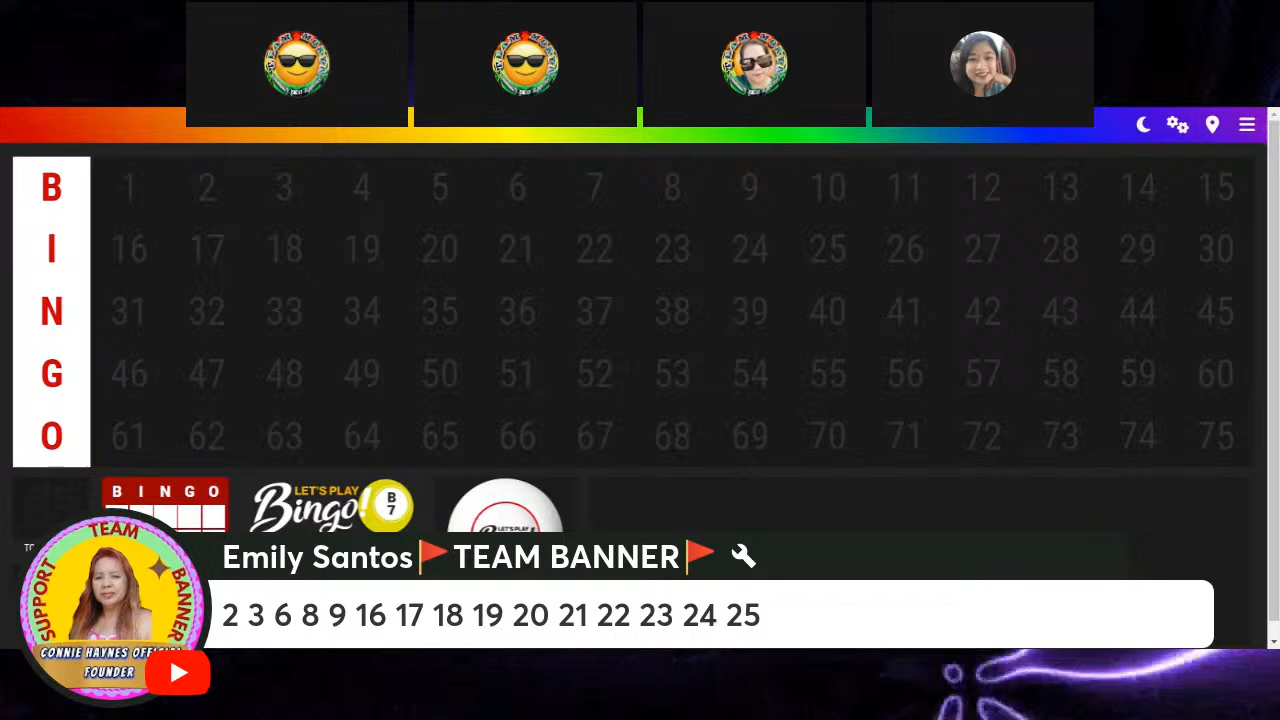 B 1 2 3 4 5 6 7 8 9 10 11 12 13 14 15
I 16 17 18 19 20 21 22 23 24 25 26 27 28 29 30
N 31 32 33 34 35 36 37 38 39 40 41 42 43 44 45
G 46 47 48 49 50 51 52 53 54 55 56 57 58 59 60
O 61 62 63 64 65 66 67 68 69 70 71 72 73 74 75
B I N G O
LET'S PLAY
Bingo!
B
7
LET'S PLAY
Emily Santos🚩TEAM BANNER🚩
2 3 6 8 9 16 17 18 19 20 21 22 23 24 25
SUPPORT TEAM BANNER
FOUNDER